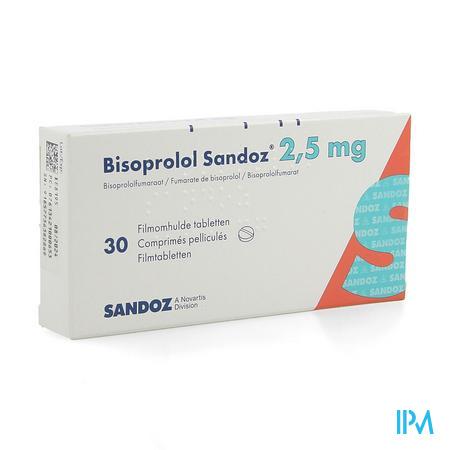 Bisoprolol Sandoz® 2,5 mg
Bisoprololfumaraat / Fumarate de bisoprolol / Bisoprololfumarat
30
Filmomhulde tabletten
Comprimés pelliculés
Filmtabletten
SANDOZ
A Novartis
Division
S
IPM